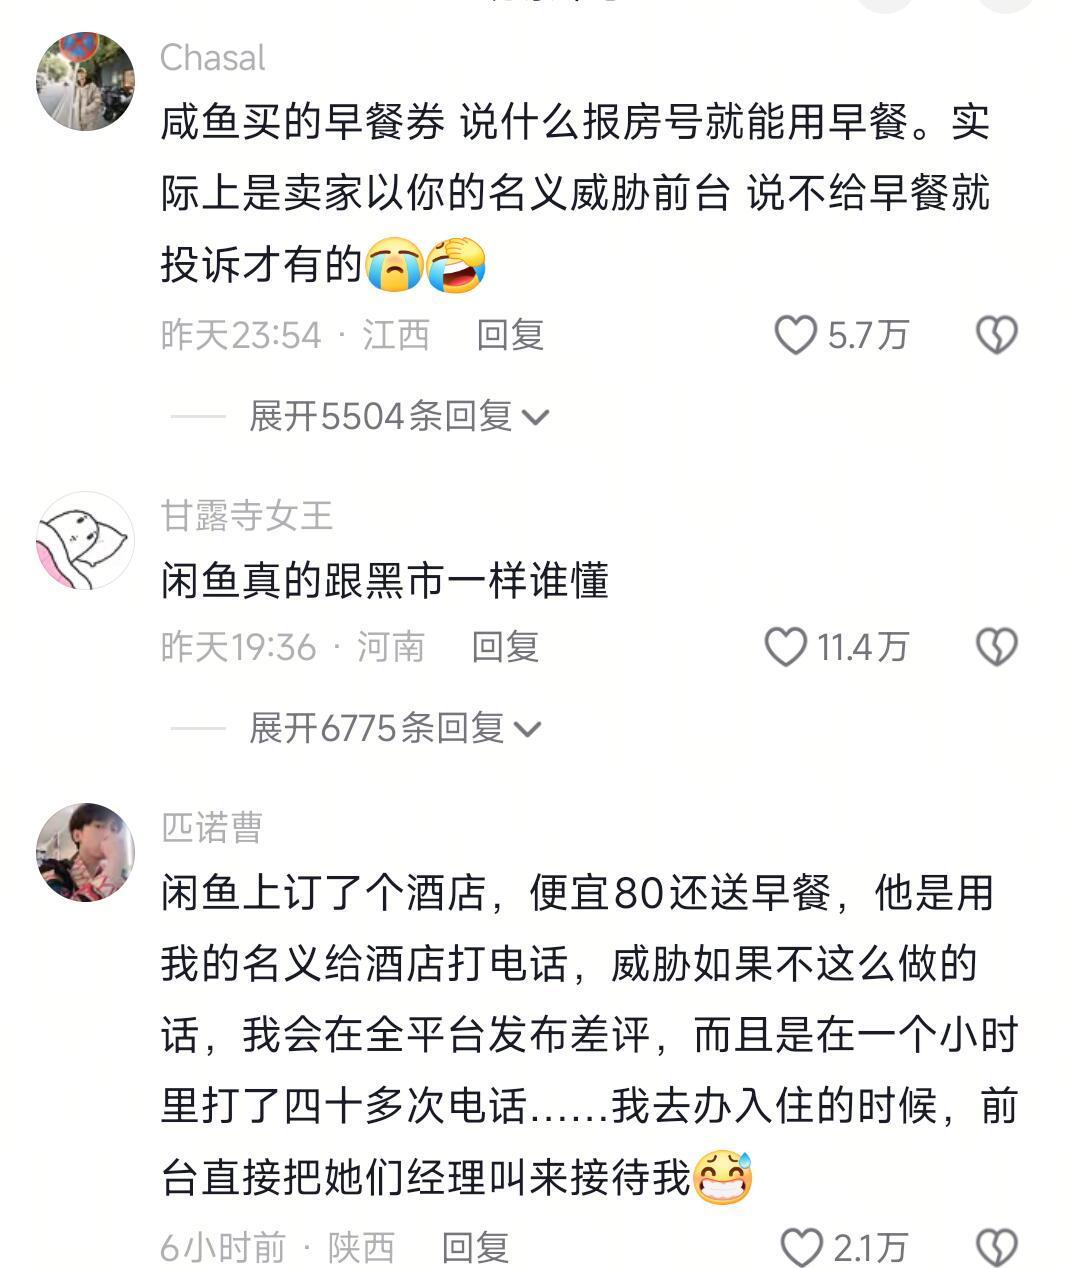 Chasal
咸鱼买的早餐券 说什么报房号就能用早餐。实
际上是卖家以你的名义威胁前台 说不给早餐就
投诉才有的😭🤣
昨天23:54 · 江西 回复 5.7万
展开5504条回复
甘露寺女王
闲鱼真的跟黑市一样谁懂
昨天19:36 · 河南 回复 11.4万
展开6775条回复
匹诺曹
闲鱼上订了个酒店，便宜80还送早餐，他是用
我的名义给酒店打电话，威胁如果不这么做的
话，我会在全平台发布差评，而且是在一个小时
里打了四十多次电话……我去办入住的时候，前
台直接把她们经理叫来接待我😅
6小时前 · 陕西 回复 2.1万